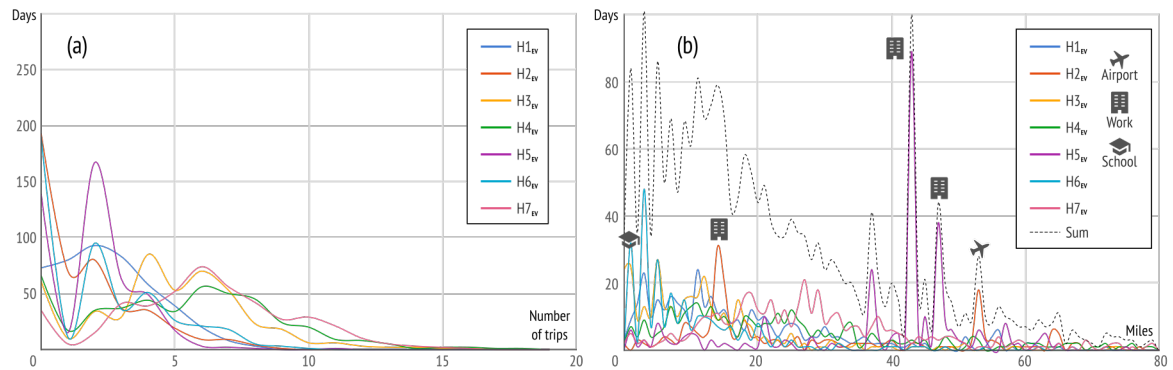 Days
(a)
250
200
150
100
50
0
5
10
15
20
Number
of trips
H1EV
H2EV
H3EV
H4EV
H5EV
H6EV
H7EV
Days
(b)
80
60
40
20
0
20
40
60
80
Miles
H1EV
H2EV
H3EV
H4EV
H5EV
H6EV
H7EV
Sum
Airport
Work
School